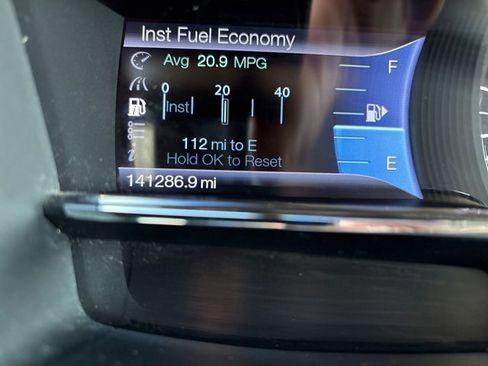 Inst Fuel Economy
Avg 20.9 MPG
F
0 20 40
Inst
112 mi to E
Hold OK to Reset
E
141286.9 mi